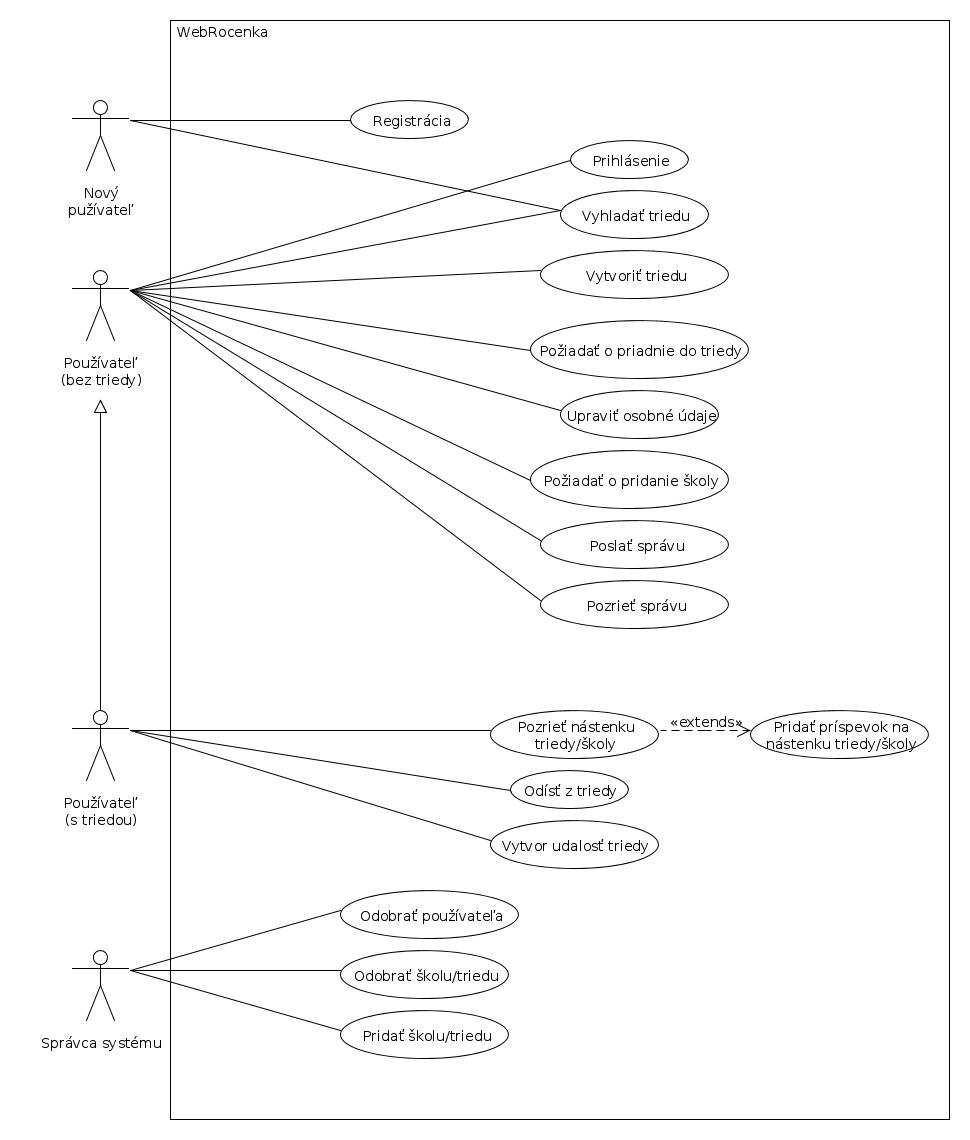 WebRocenka
Registrácia
Prihlásenie
Nový
pužívateľ
Vyhladať triedu
Vytvoriť triedu
Požiadať o priadnie do triedy
Používateľ
(bez triedy)
Upraviť osobné údaje
Požiadať o pridanie školy
Poslať správu
Pozrieť správu
Pozrieť nástenku
triedy/školy
«extends»
Pridať príspevok na
nástenku triedy/školy
Odísť z triedy
Používateľ
(s triedou)
Vytvor udalosť triedy
Odobrať používateľa
Odobrať školu/triedu
Pridať školu/triedu
Správca systému